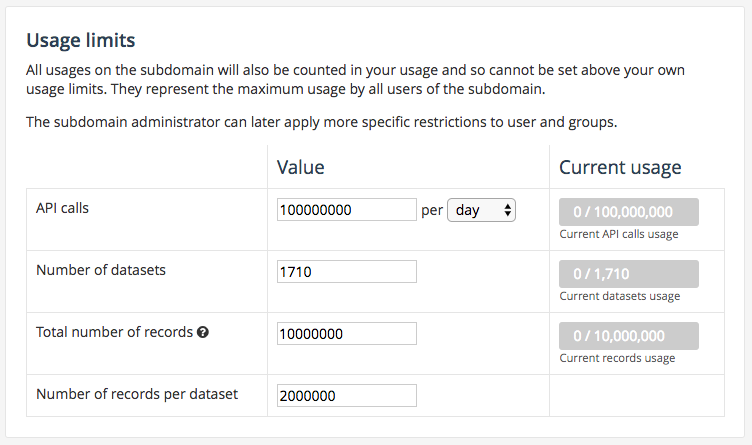 Usage limits
All usages on the subdomain will also be counted in your usage and so cannot be set above your own
usage limits. They represent the maximum usage by all users of the subdomain.
The subdomain administrator can later apply more specific restrictions to user and groups.
Value Current usage
API calls 100000000 per day 0 / 100,000,000
Current API calls usage
Number of datasets 1710 0 / 1,710
Current datasets usage
Total number of records ? 10000000 0 / 10,000,000
Current records usage
Number of records per dataset 2000000